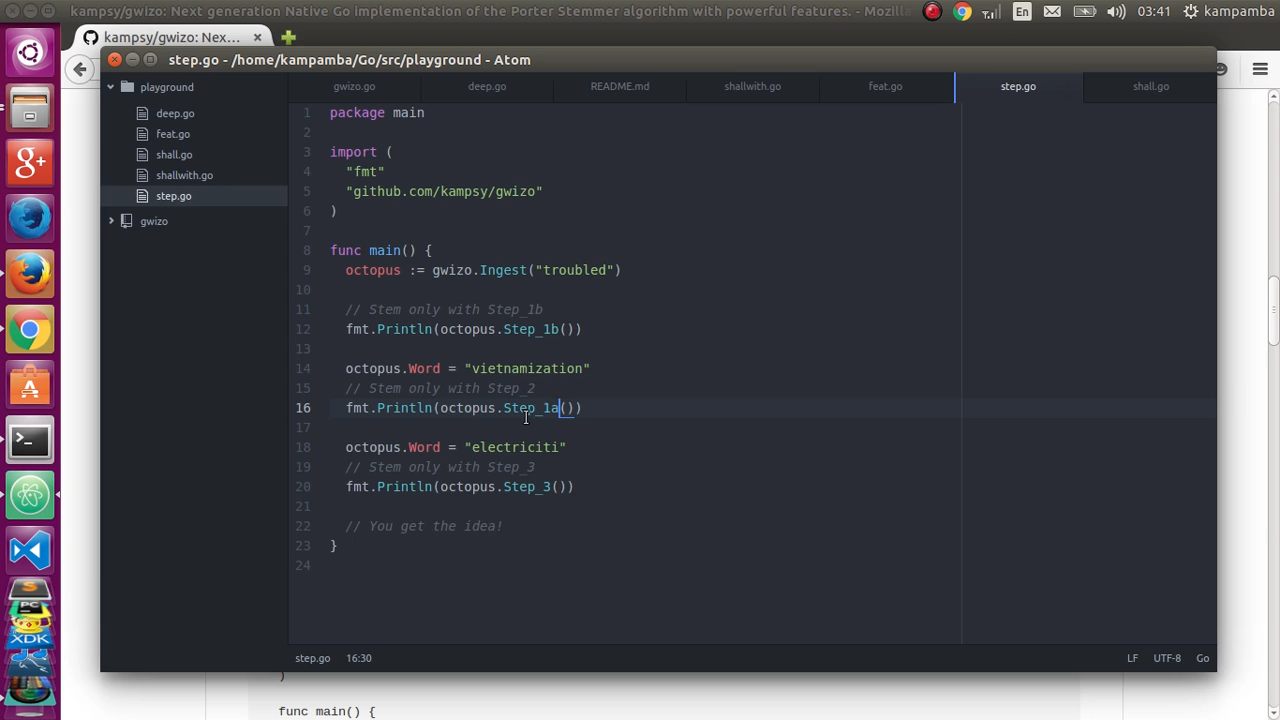 kampsy/gwizo: Next generation Native Go implementation of the Porter Stemmer algorithm with powerful features. - Mozilla
En
03:41
kampamba
kampsy/gwizo: Nex...
step.go - /home/kampamba/Go/src/playground - Atom
playground
deep.go
feat.go
shall.go
shallwith.go
step.go
gwizo
gwizo.go
deep.go
README.md
shallwith.go
feat.go
step.go
shall.go
1 package main
2
3 import (
4 "fmt"
5 "github.com/kampsy/gwizo"
6 )
7
8 func main() {
9 octopus := gwizo.Ingest("troubled")
10
11 // Stem only with Step_1b
12 fmt.Println(octopus.Step_1b())
13
14 octopus.Word = "vietnamization"
15 // Stem only with Step_2
16 fmt.Println(octopus.Step_1a())
17
18 octopus.Word = "electriciti"
19 // Stem only with Step_3
20 fmt.Println(octopus.Step_3())
21
22 // You get the idea!
23 }
24
step.go 16:30
LF UTF-8 Go
)
func main() {
g+
A
S
PC
XDK